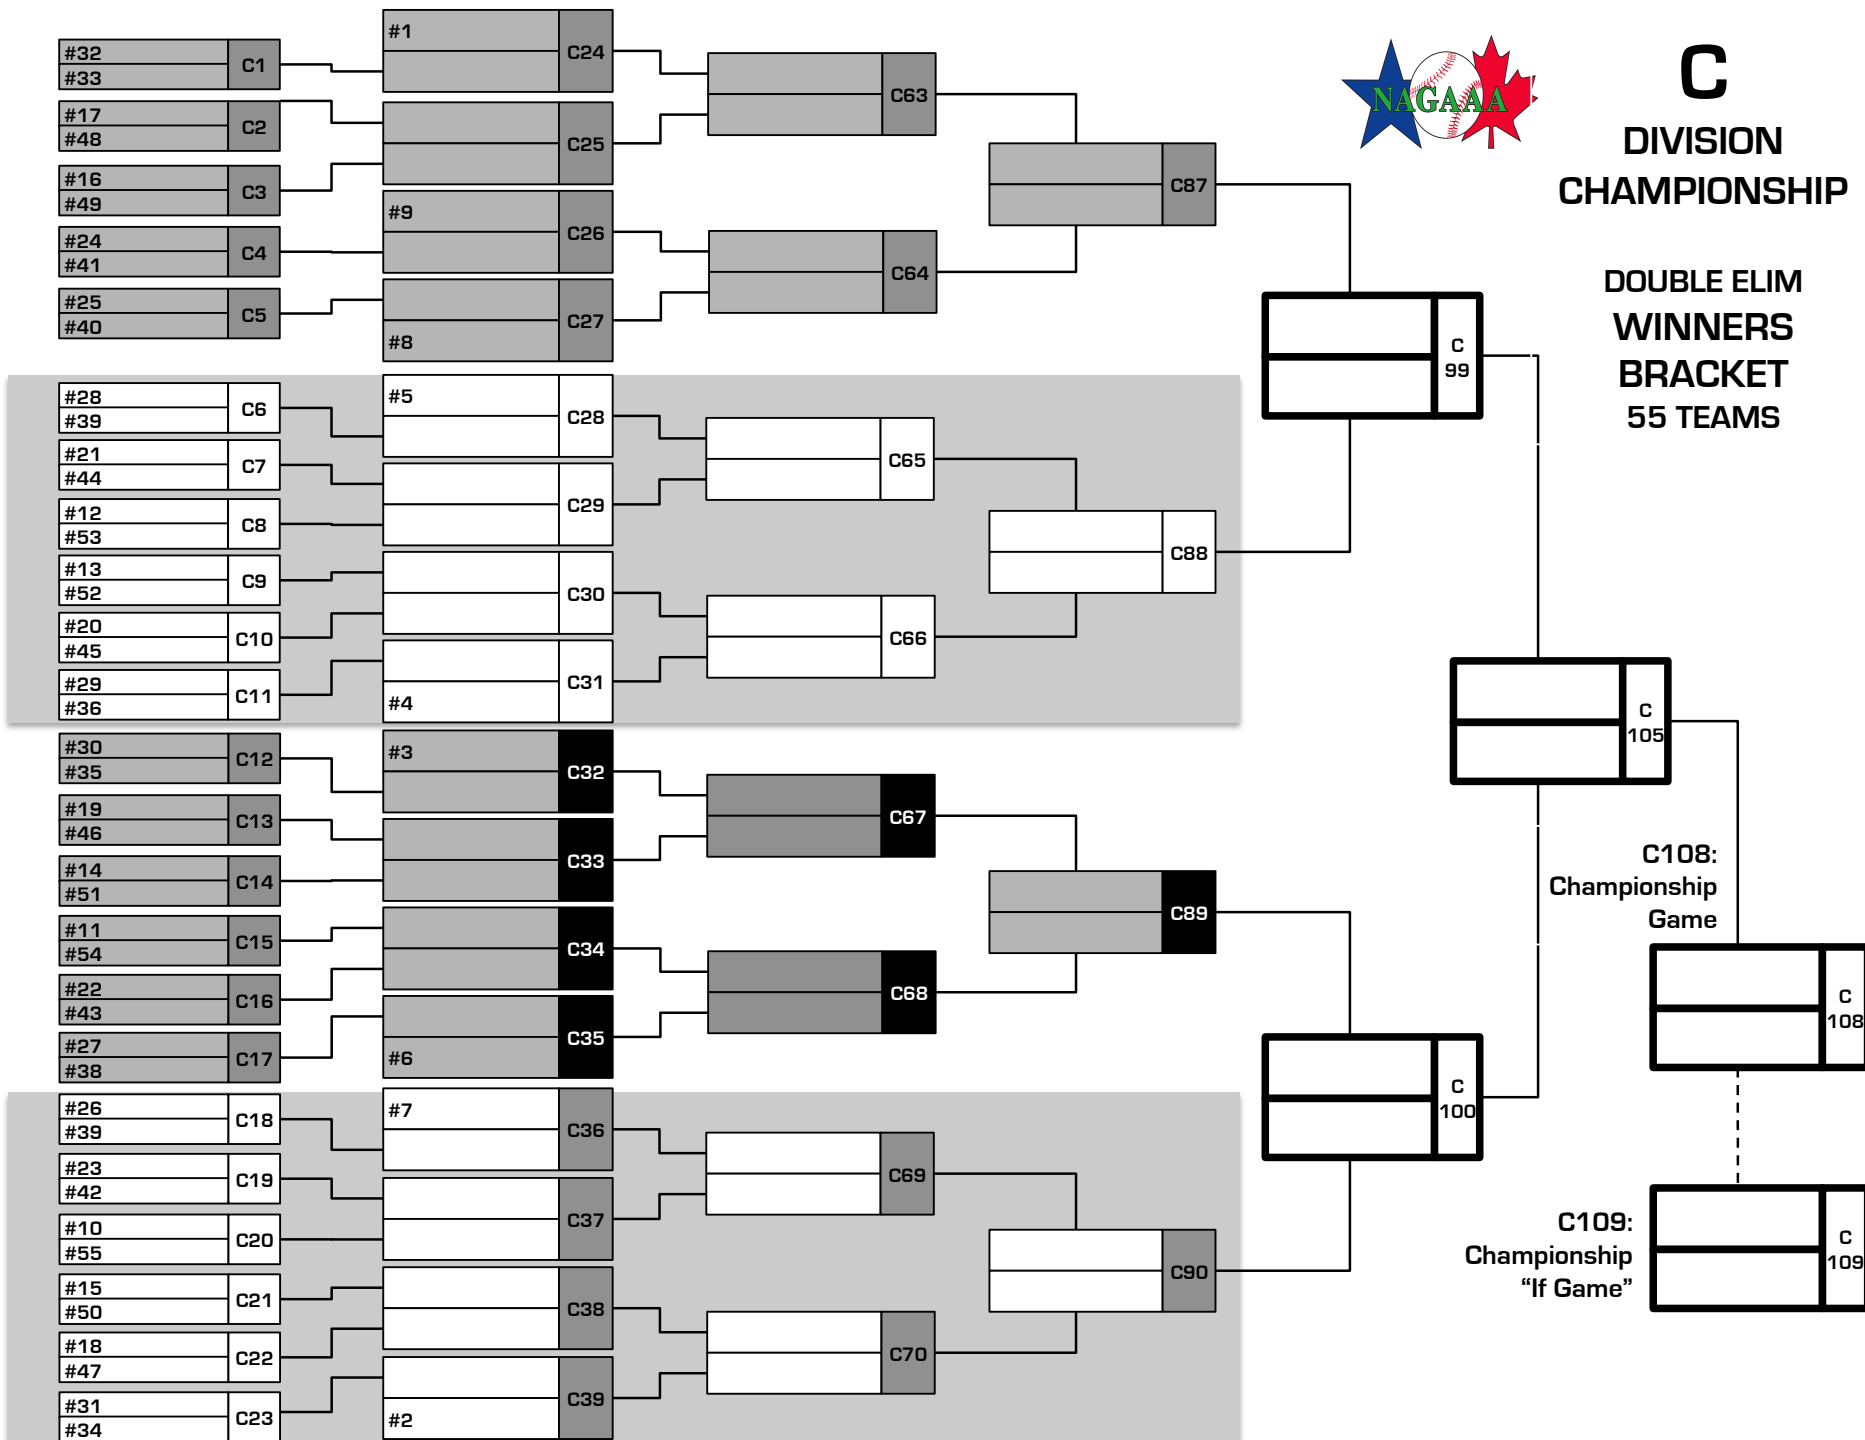 #32
#33
C1
#17
#48
C2
#16
#49
C3
#24
#41
C4
#25
#40
C5
#28
#39
C6
#21
#44
C7
#12
#53
C8
#13
#52
C9
#20
#45
C10
#29
#36
C11
#30
#35
C12
#19
#46
C13
#14
#51
C14
#11
#54
C15
#22
#43
C16
#27
#38
C17
#26
#39
C18
#23
#42
C19
#10
#55
C20
#15
#50
C21
#18
#47
C22
#31
#34
C23
#1
C24
C25
#9
C26
C27
#8
#5
C28
C29
C30
C31
#4
#3
C32
C33
C34
C35
#6
#7
C36
C37
C38
C39
#2
C63
C64
C65
C66
C67
C68
C69
C70
C87
C88
C89
C90
C
99
C
100
C
105
NAGAAA
C
DIVISION
CHAMPIONSHIP
DOUBLE ELIM
WINNERS
BRACKET
55 TEAMS
C108:
Championship
Game
C
108
C109:
Championship
“If Game”
C
109